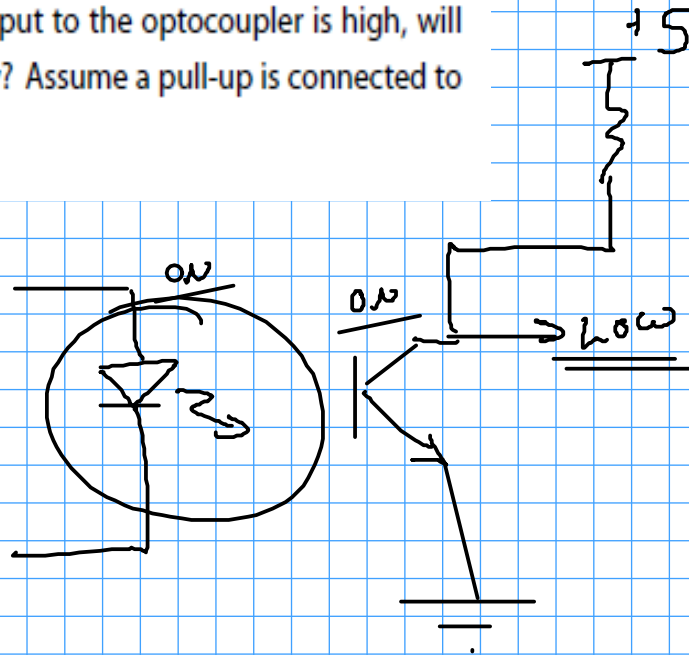 put to the optocoupler is high, will
? Assume a pull-up is connected to
+5
ON
ON
LOW